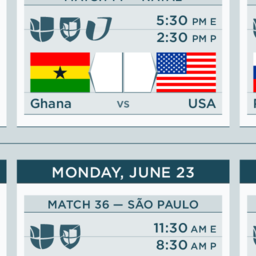 5:30 PM E
2:30 PM P
Ghana vs USA
MONDAY, JUNE 23
MATCH 36 — SÃO PAULO
11:30 AM E
8:30 AM P